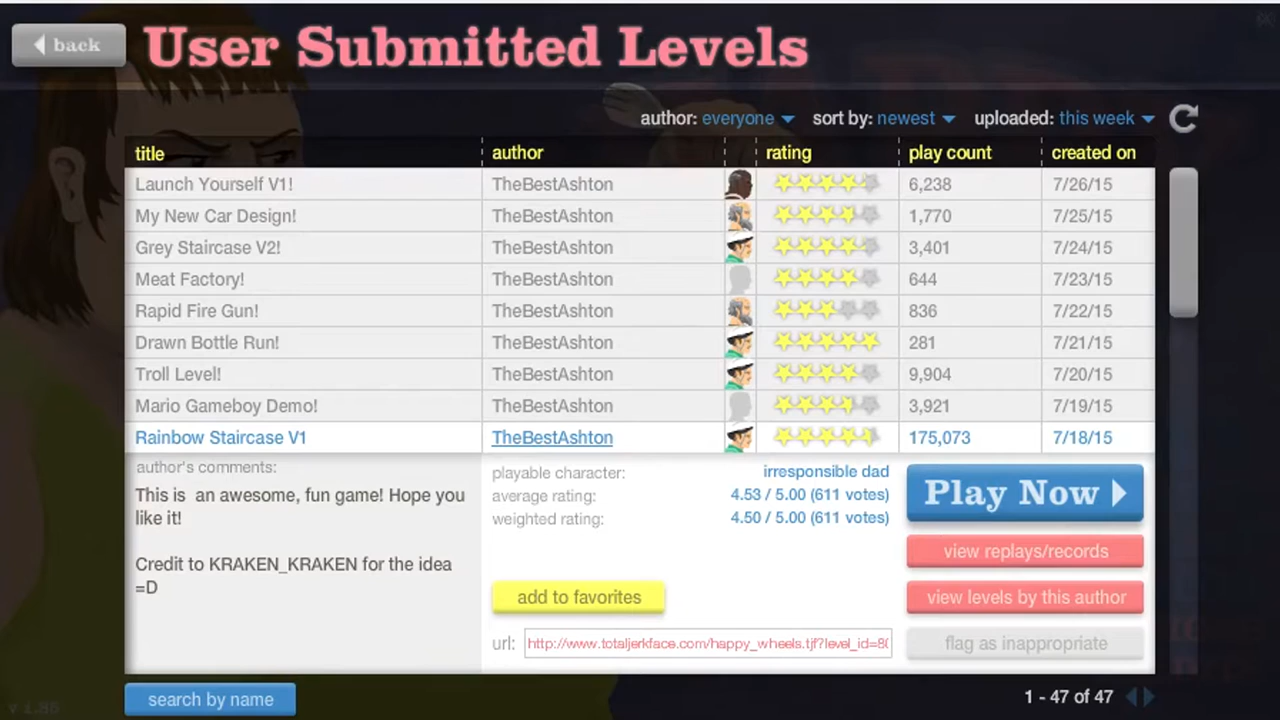 back
User Submitted Levels
author: everyone sort by: newest uploaded: this week
title author rating play count created on
Launch Yourself V1! TheBestAshton 6,238 7/26/15
My New Car Design! TheBestAshton 1,770 7/25/15
Grey Staircase V2! TheBestAshton 3,401 7/24/15
Meat Factory! TheBestAshton 644 7/23/15
Rapid Fire Gun! TheBestAshton 836 7/22/15
Drawn Bottle Run! TheBestAshton 281 7/21/15
Troll Level! TheBestAshton 9,904 7/20/15
Mario Gameboy Demo! TheBestAshton 3,921 7/19/15
Rainbow Staircase V1 TheBestAshton 175,073 7/18/15
author's comments:
This is an awesome, fun game! Hope you
like it!
Credit to KRAKEN_KRAKEN for the idea
=D
playable character: irresponsible dad
average rating: 4.53 / 5.00 (611 votes)
weighted rating: 4.50 / 5.00 (611 votes)
add to favorites
url: http://www.totaljerkface.com/happy_wheels.tjf?level_id=8
Play Now
view replays/records
view levels by this author
flag as inappropriate
search by name
1 - 47 of 47